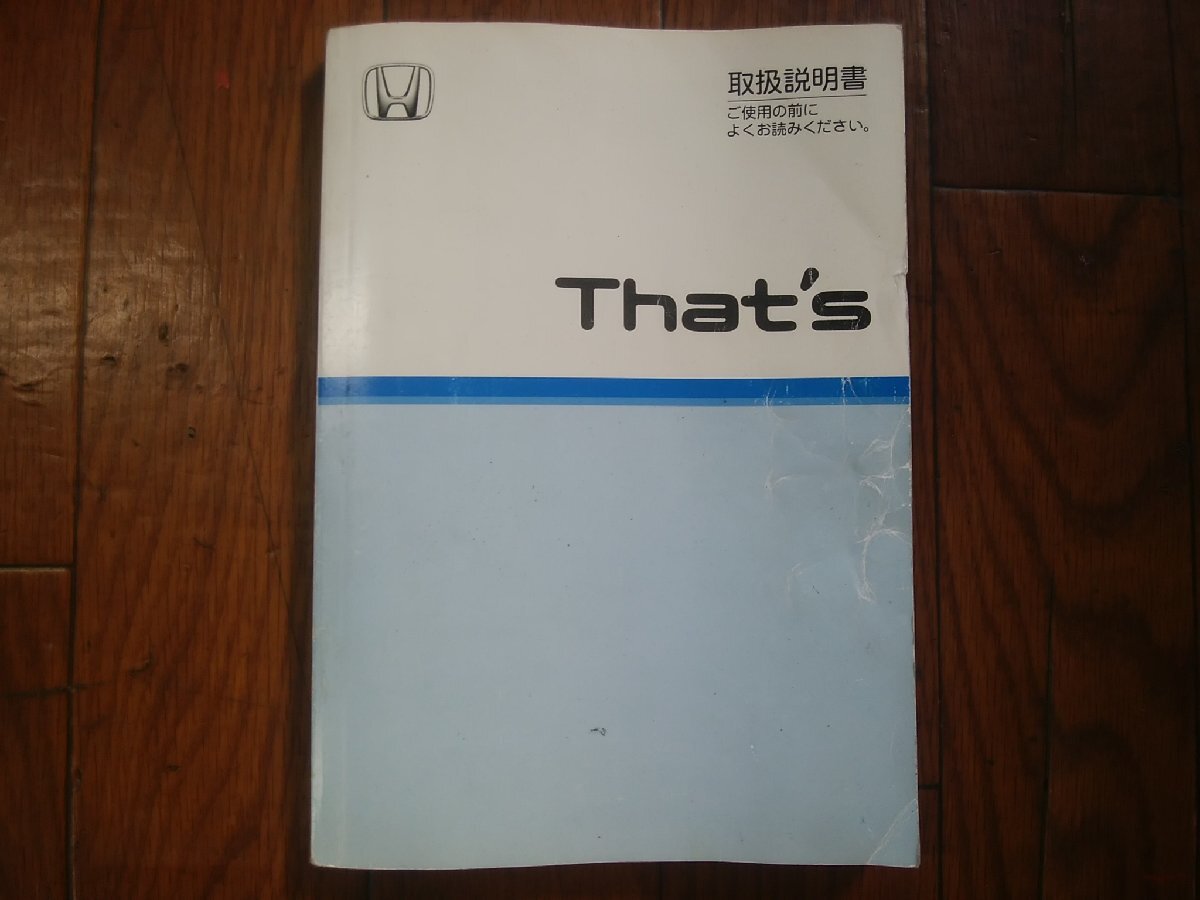 取扱説明書
ご使用の前に
よくお読みください。
That's